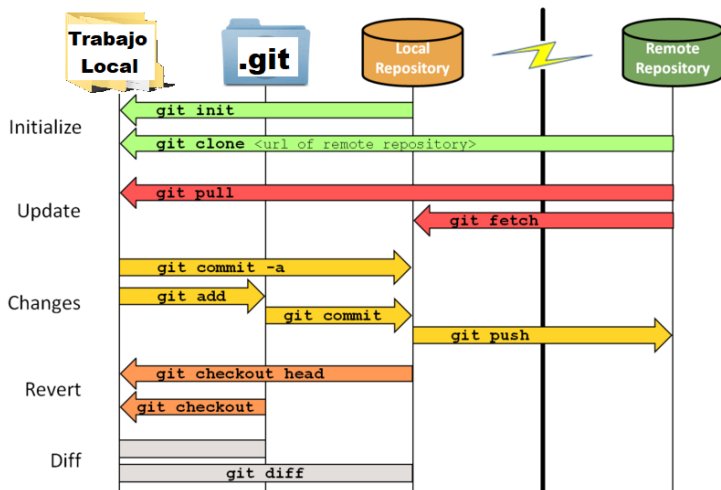 Trabajo
Local
.git
Local
Repository
Remote
Repository
Initialize
git init
git clone <url of remote repository>
Update
git pull
git fetch
Changes
git commit -a
git add
git commit
git push
Revert
git checkout head
git checkout
Diff
git diff